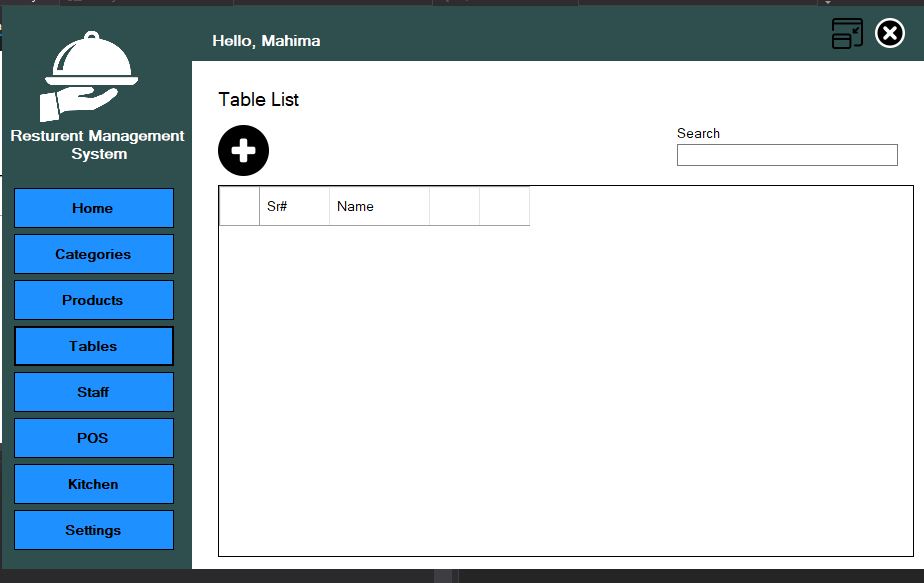 Hello, Mahima
Resturent Management
System
Home
Categories
Products
Tables
Staff
POS
Kitchen
Settings
Table List
Search
Sr#
Name